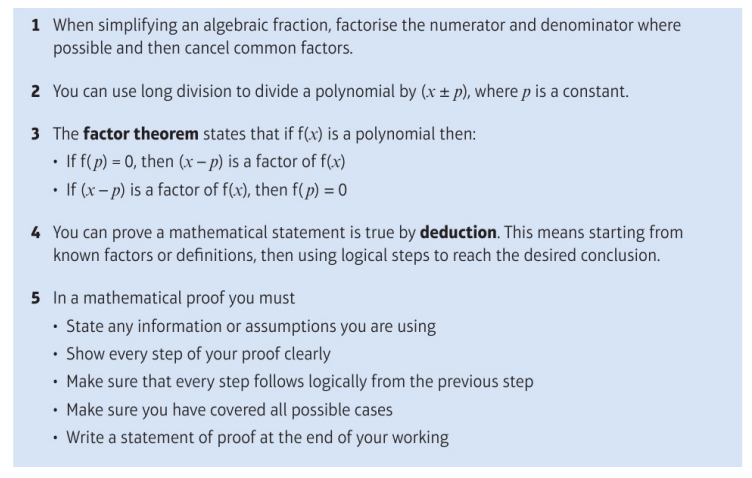 1 When simplifying an algebraic fraction, factorise the numerator and denominator where
possible and then cancel common factors.
2 You can use long division to divide a polynomial by (x ± p), where p is a constant.
3 The factor theorem states that if f(x) is a polynomial then:
• If f(p) = 0, then (x – p) is a factor of f(x)
• If (x – p) is a factor of f(x), then f(p) = 0
4 You can prove a mathematical statement is true by deduction. This means starting from
known factors or definitions, then using logical steps to reach the desired conclusion.
5 In a mathematical proof you must
• State any information or assumptions you are using
• Show every step of your proof clearly
• Make sure that every step follows logically from the previous step
• Make sure you have covered all possible cases
• Write a statement of proof at the end of your working